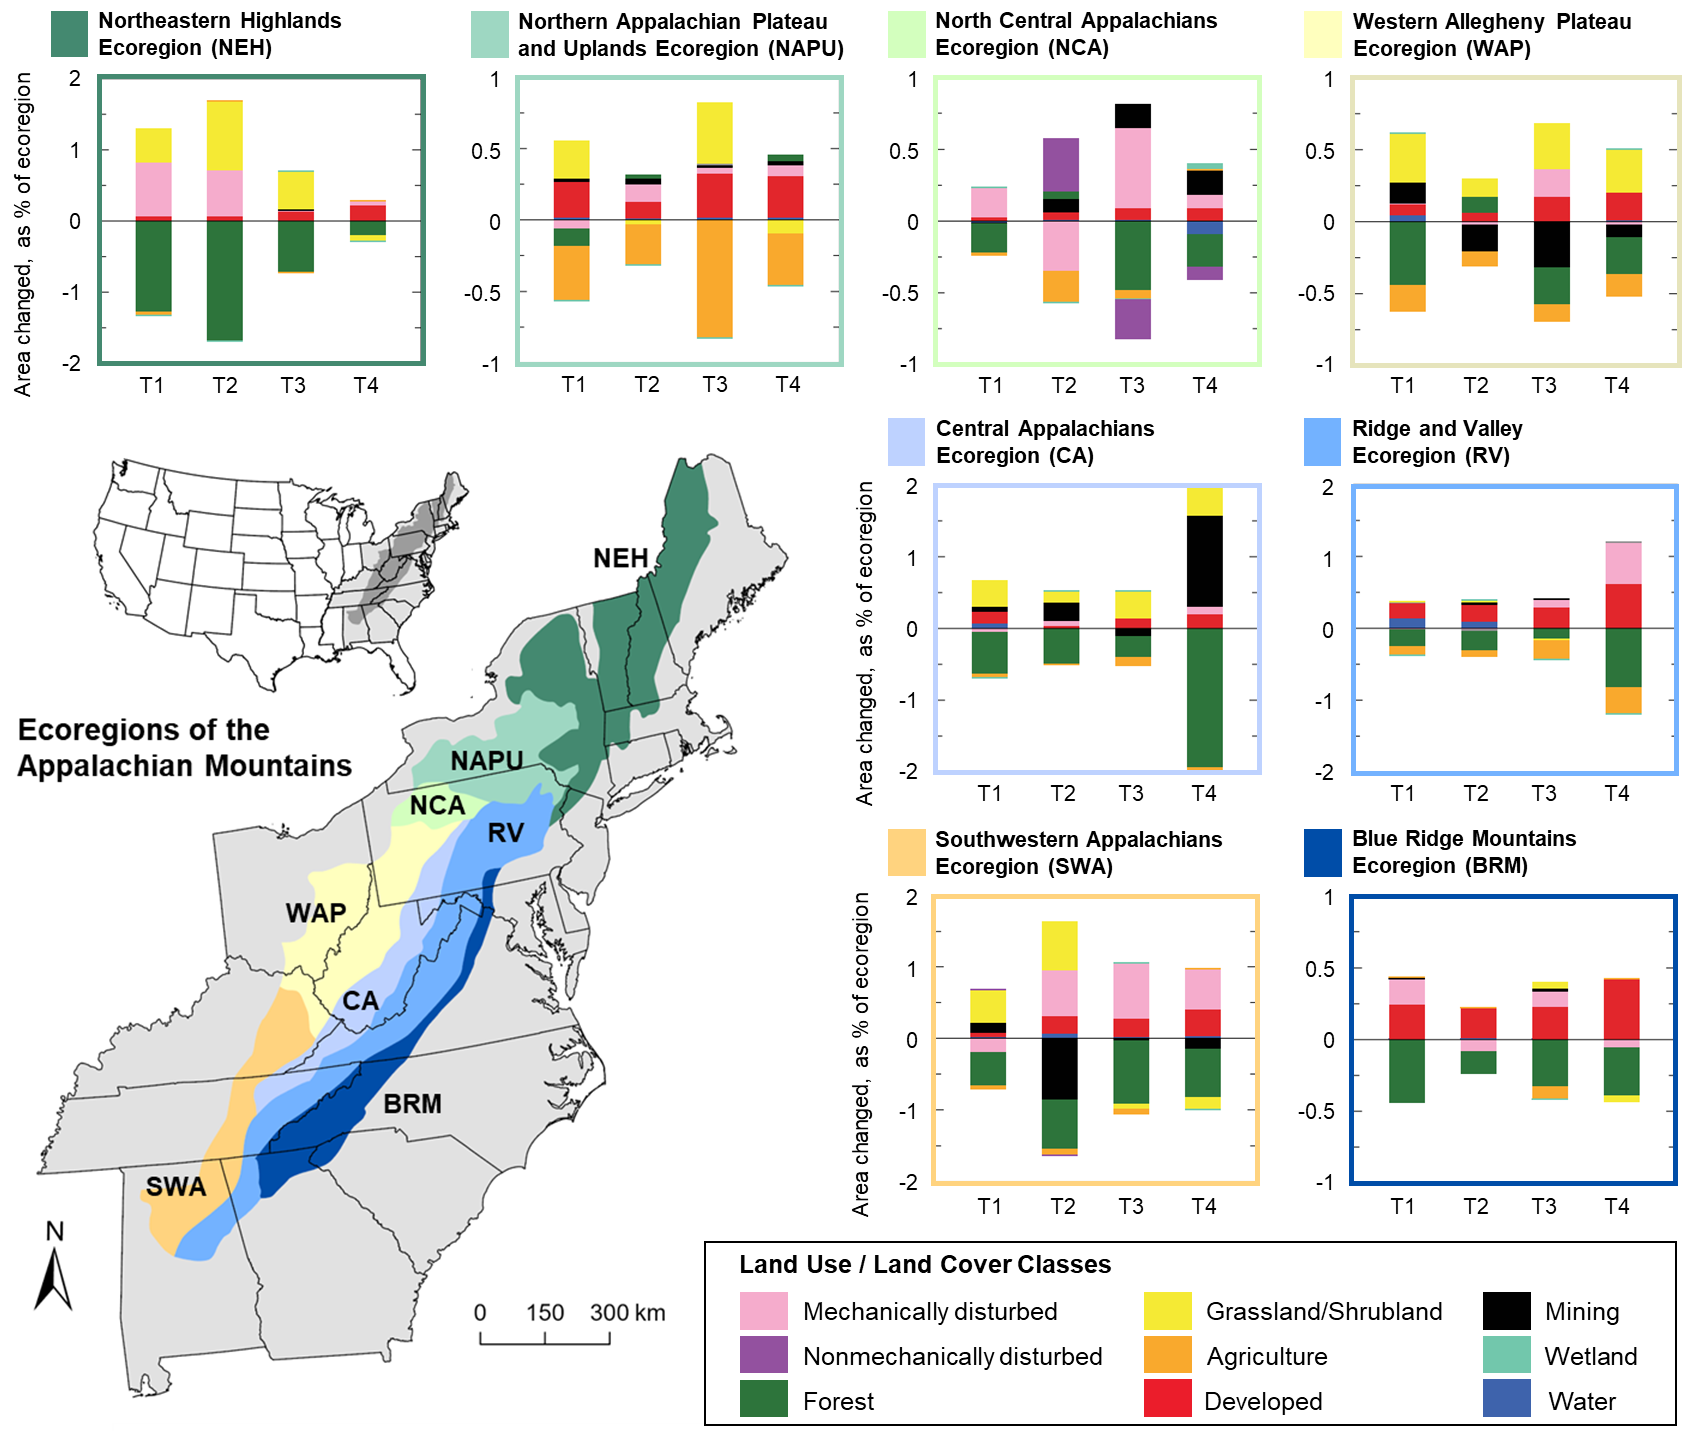 Northeastern Highlands
Ecoregion (NEH)
Northern Appalachian Plateau
and Uplands Ecoregion (NAPU)
North Central Appalachians
Ecoregion (NCA)
Western Allegheny Plateau
Ecoregion (WAP)
Area changed, as % of ecoregion
2
1
0
-1
-2
T1 T2 T3 T4
1
0.5
0
-0.5
-1
T1 T2 T3 T4
1
0.5
0
-0.5
-1
T1 T2 T3 T4
1
0.5
0
-0.5
-1
T1 T2 T3 T4
Central Appalachians
Ecoregion (CA)
Ridge and Valley
Ecoregion (RV)
Area changed, as % of ecoregion
2
1
0
-1
-2
T1 T2 T3 T4
2
1
0
-1
-2
T1 T2 T3 T4
Ecoregions of the
Appalachian Mountains
NEH
NAPU
NCA
RV
WAP
CA
BRM
SWA
N
0 150 300 km
Southwestern Appalachians
Ecoregion (SWA)
Blue Ridge Mountains
Ecoregion (BRM)
Area changed, as % of ecoregion
2
1
0
-1
-2
T1 T2 T3 T4
1
0.5
0
-0.5
-1
T1 T2 T3 T4
Land Use / Land Cover Classes
Mechanically disturbed
Grassland/Shrubland
Mining
Nonmechanically disturbed
Agriculture
Wetland
Forest
Developed
Water